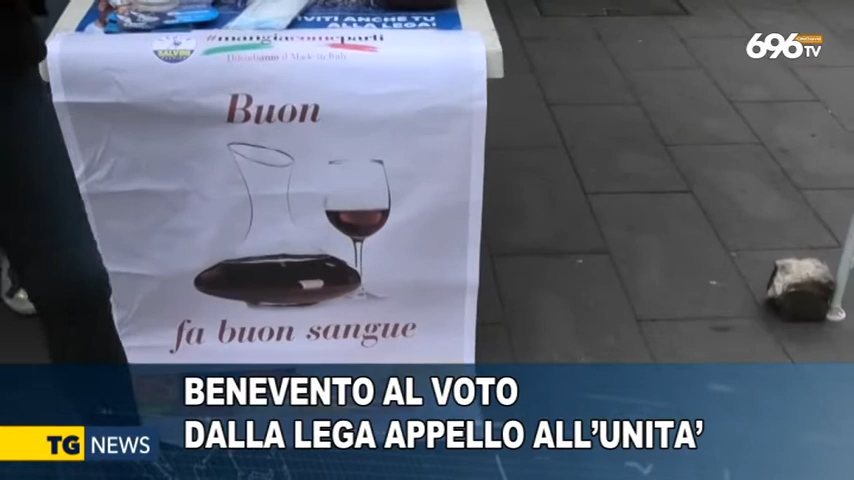 INVITI ANCHE TU
ALLA LEGA!
696 TV
SALVINI
#mangiacomeparli
Difendiamo il Made in Italy
Buon
fa buon sangue
BENEVENTO AL VOTO
DALLA LEGA APPELLO ALL'UNITA'
TG NEWS